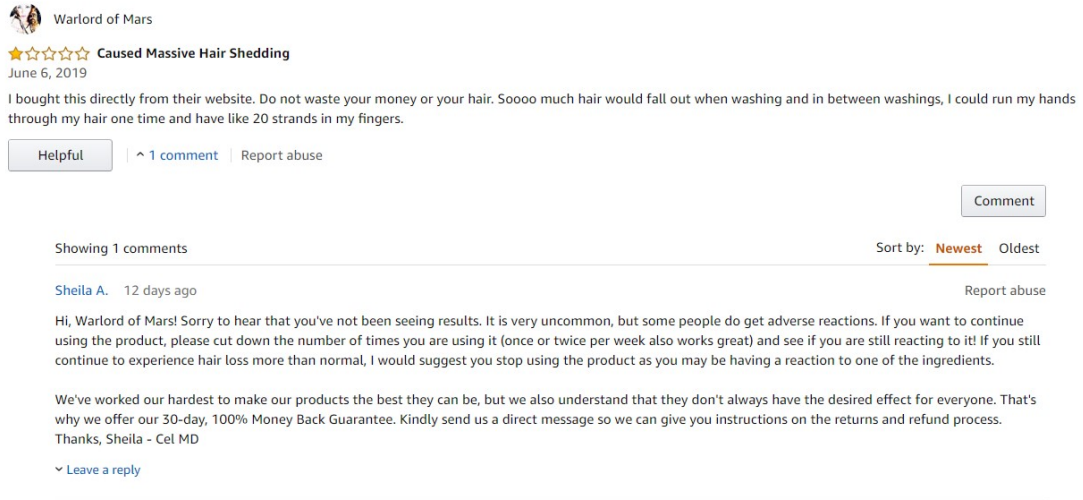 Warlord of Mars
Caused Massive Hair Shedding
June 6, 2019
I bought this directly from their website. Do not waste your money or your hair. Soooo much hair would fall out when washing and in between washings, I could run my hands
through my hair one time and have like 20 strands in my fingers.
Helpful 1 comment Report abuse
Comment
Showing 1 comments Sort by: Newest Oldest
Sheila A. 12 days ago Report abuse
Hi, Warlord of Mars! Sorry to hear that you've not been seeing results. It is very uncommon, but some people do get adverse reactions. If you want to continue
using the product, please cut down the number of times you are using it (once or twice per week also works great) and see if you are still reacting to it! If you still
continue to experience hair loss more than normal, I would suggest you stop using the product as you may be having a reaction to one of the ingredients.
We've worked our hardest to make our products the best they can be, but we also understand that they don't always have the desired effect for everyone. That's
why we offer our 30-day, 100% Money Back Guarantee. Kindly send us a direct message so we can give you instructions on the returns and refund process.
Thanks, Sheila - Cel MD
Leave a reply